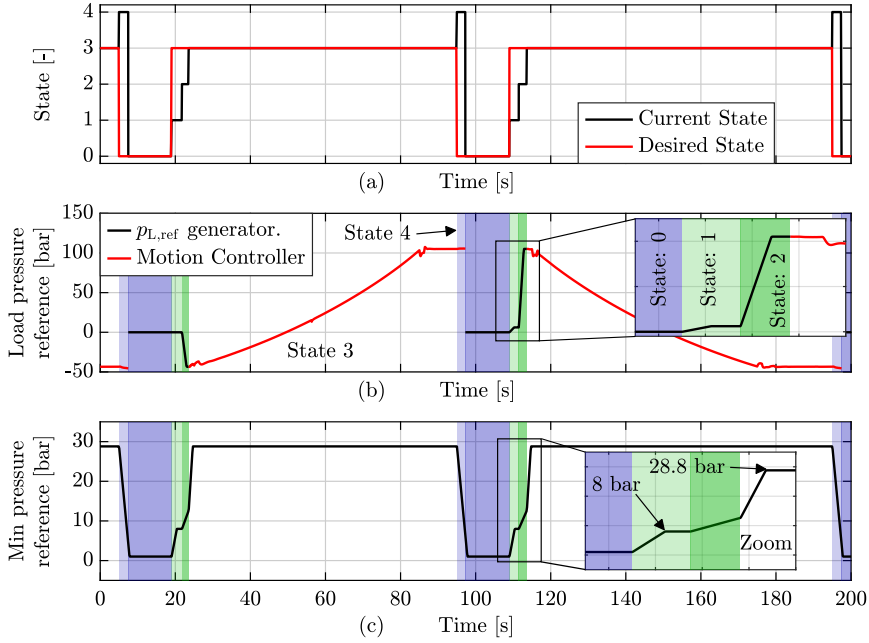 4
3
2
1
0
State [-]
Current State
Desired State
Time [s]
(a)
150
100
50
0
-50
Load pressure
reference [bar]
p_L,ref generator.
Motion Controller
State 4
State 3
State: 0
State: 1
State: 2
Time [s]
(b)
30
20
10
0
Min pressure
reference [bar]
28.8 bar
8 bar
Zoom
0 20 40 60 80 100 120 140 160 180 200
Time [s]
(c)